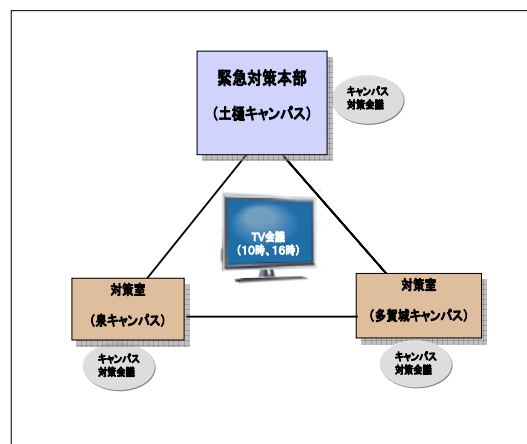 緊急対策本部
（土樋キャンパス）
キャンパス
対策会議
TV会議
（10時、16時）
対策室
（泉キャンパス）
対策室
（多賀城キャンパス）
キャンパス
対策会議
キャンパス
対策会議